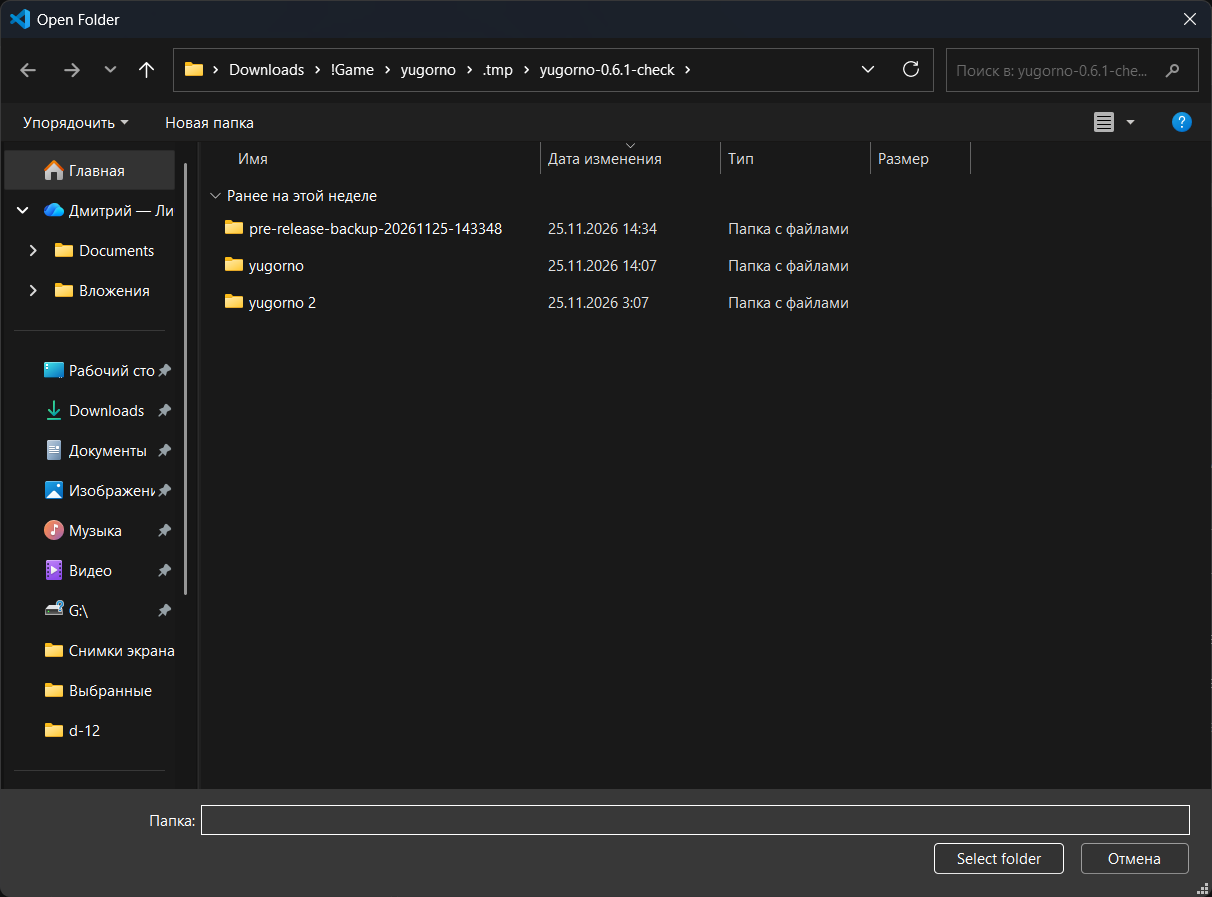 Open Folder
Downloads !Game yugorno .tmp yugorno-0.6.1-check
Поиск в: yugorno-0.6.1-che...
Упорядочить Новая папка
?
Имя Дата изменения Тип Размер
Ранее на этой неделе
pre-release-backup-20261125-143348 25.11.2026 14:34 Папка с файлами
yugorno 25.11.2026 14:07 Папка с файлами
yugorno 2 25.11.2026 3:07 Папка с файлами
Главная
Дмитрий — Ли
Documents
Вложения
Рабочий сто
Downloads
Документы
Изображени
Музыка
Видео
G:\
Снимки экрана
Выбранные
d-12
Папка:
Select folder Отмена